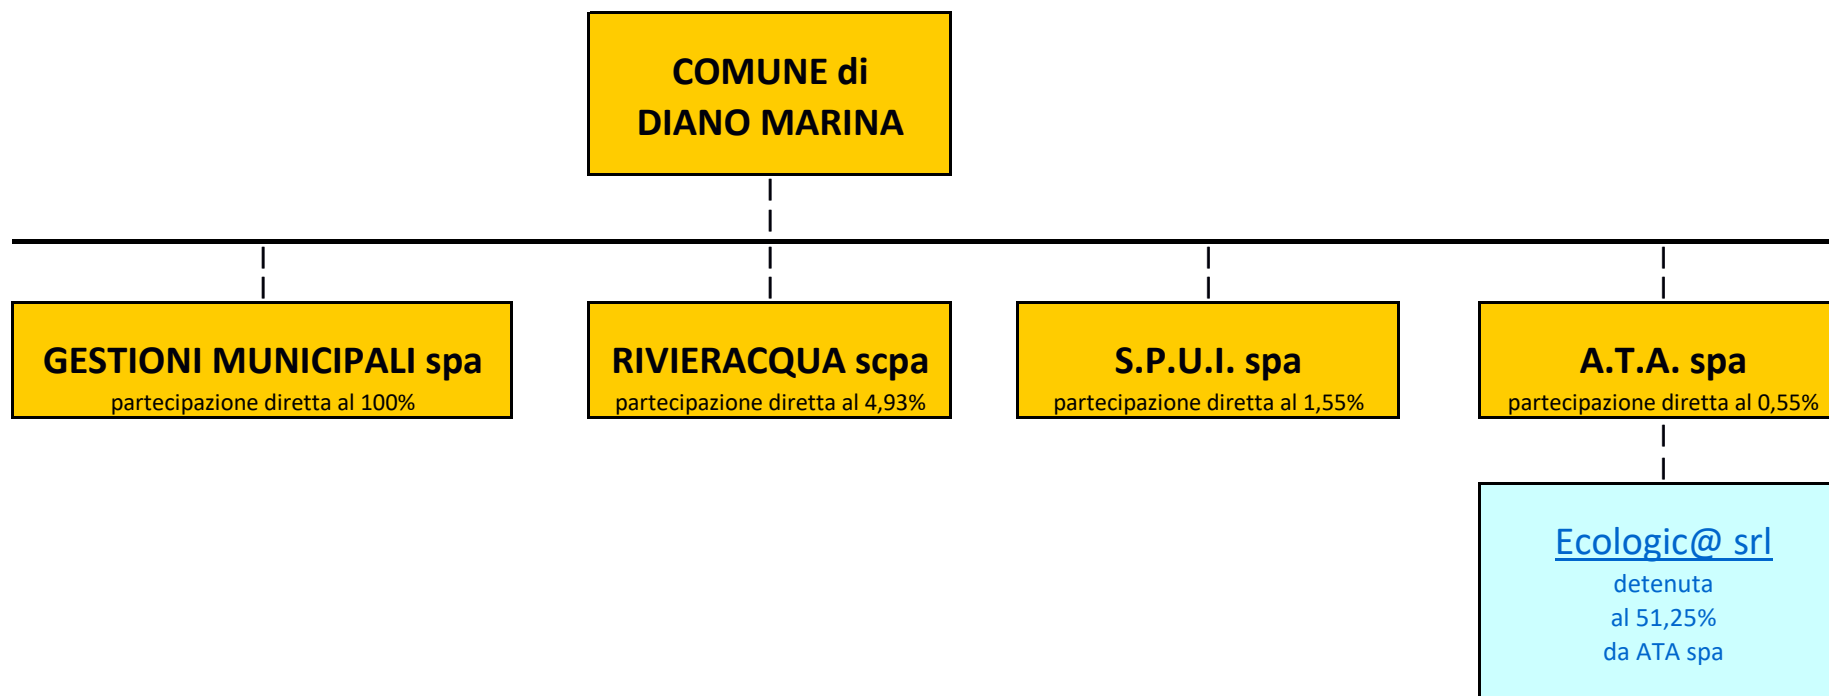 COMUNE di
DIANO MARINA
GESTIONI MUNICIPALI spa
partecipazione diretta al 100%
RIVIERACQUA scpa
partecipazione diretta al 4,93%
S.P.U.I. spa
partecipazione diretta al 1,55%
A.T.A. spa
partecipazione diretta al 0,55%
Ecologic@ srl
detenuta
al 51,25%
da ATA spa